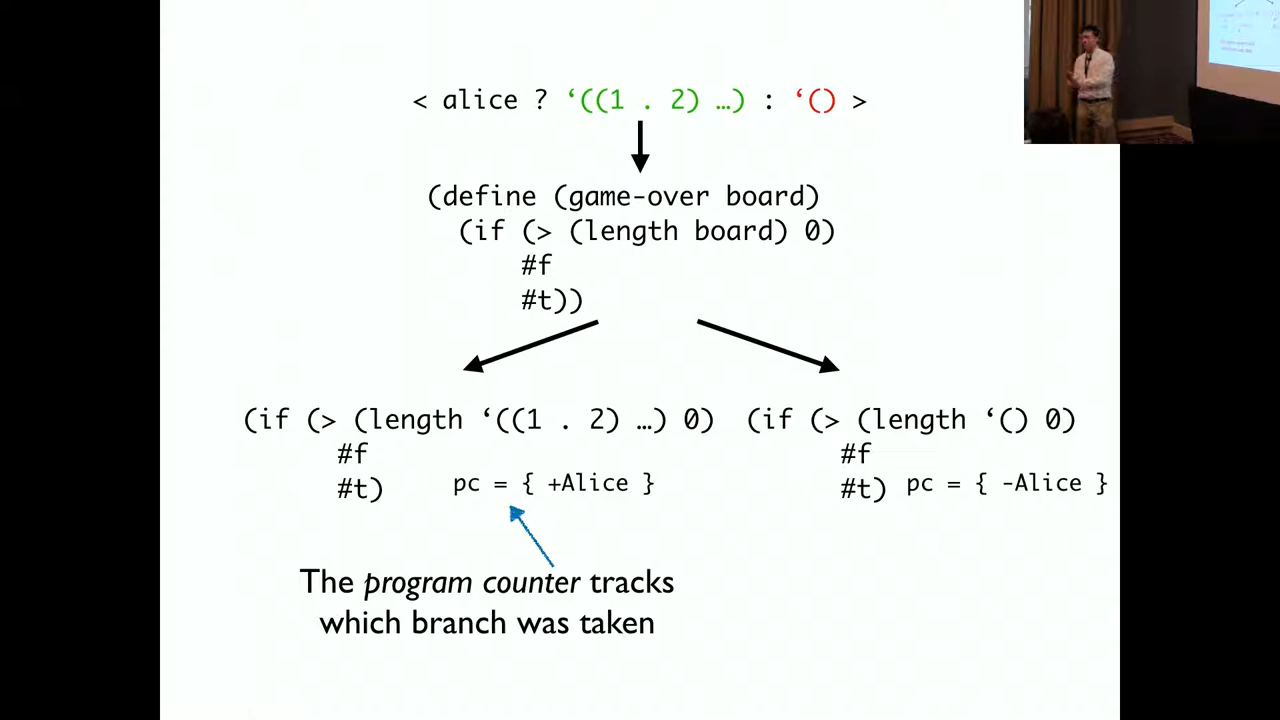 < alice ? ‘((1 . 2) …) : ‘() >
(define (game-over board)
(if (> (length board) 0)
#f
#t))
(if (> (length ‘((1 . 2) …) 0)
#f
#t)
pc = { +Alice }
(if (> (length ‘() 0)
#f
#t)
pc = { -Alice }
The program counter tracks
which branch was taken